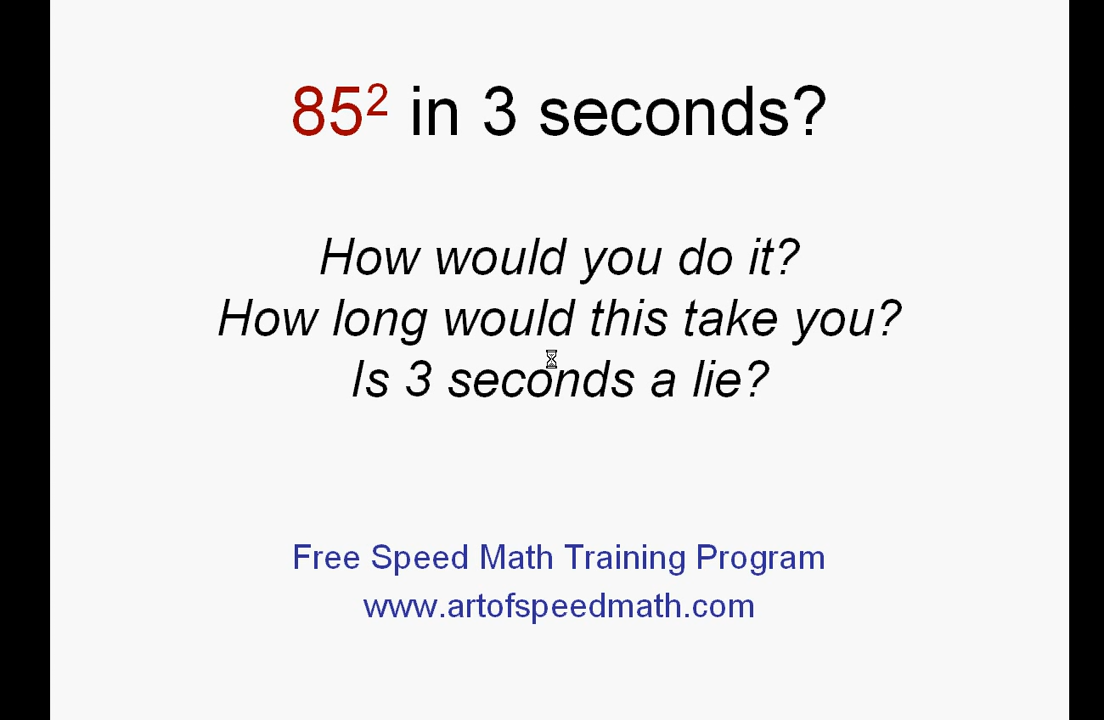 85² in 3 seconds?
How would you do it?
How long would this take you?
Is 3 seconds a lie?
Free Speed Math Training Program
www.artofspeedmath.com